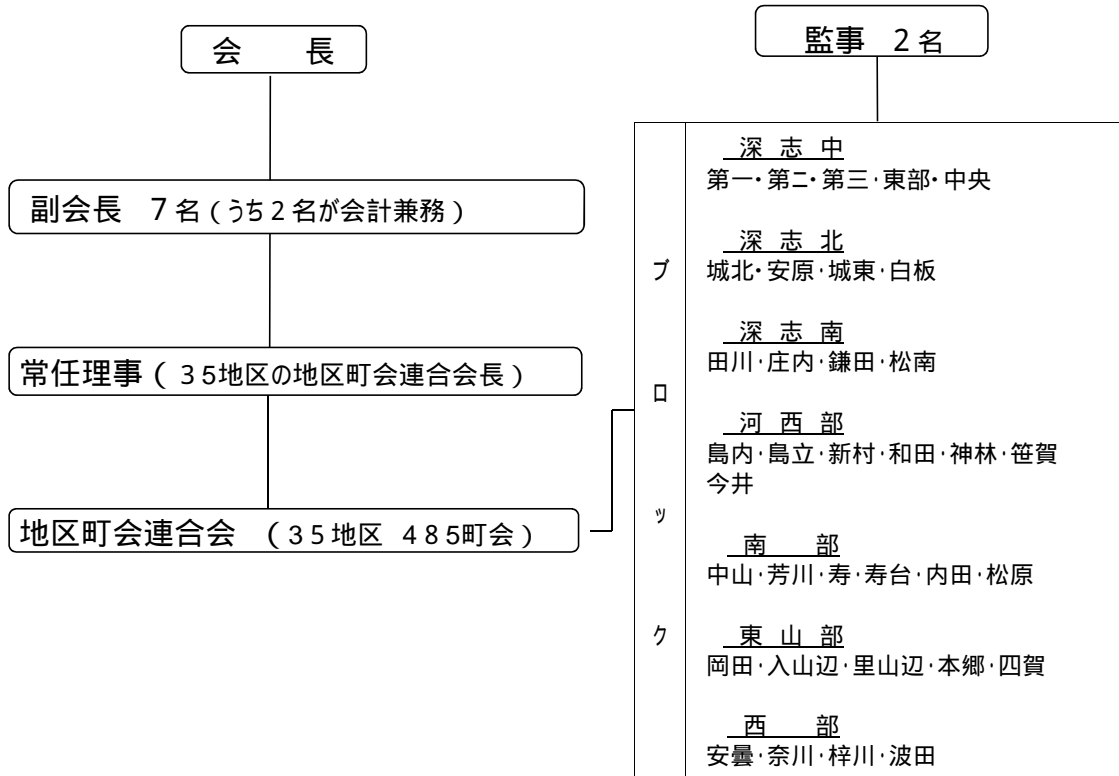 会　長
副会長　7名（うち2名が会計兼務）
常任理事（35地区の地区町会連合会長）
地区町会連合会　（35地区　485町会）
監事　2名
ブロック
深志中
第一・第二・第三・東部・中央
深志北
城北・安原・城東・白板
深志南
田川・庄内・鎌田・松南
河西部
島内・島立・新村・和田・神林・笹賀
今井
南　部
中山・芳川・寿・寿台・内田・松原
東山部
岡田・入山辺・里山辺・本郷・四賀
西　部
安曇・奈川・梓川・波田